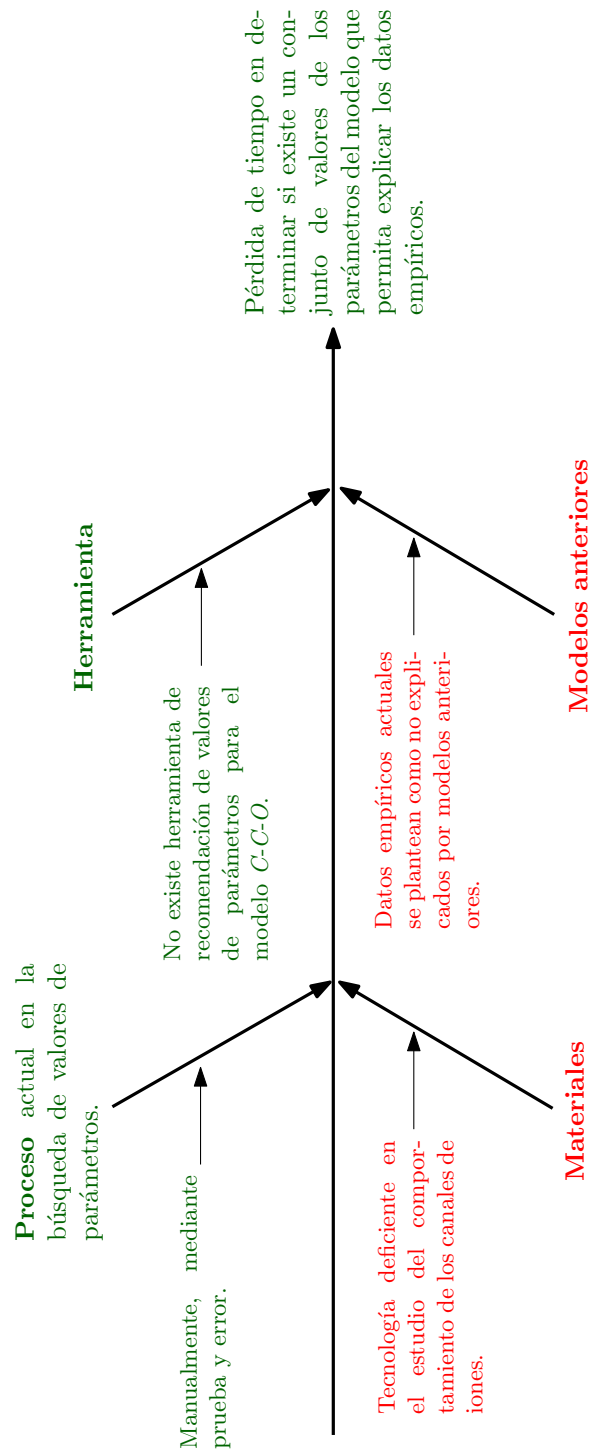 Proceso actual en la
búsqueda de valores de
parámetros.
Manualmente, mediante
prueba y error.
Herramienta
No existe herramienta de
recomendación de valores
de parámetros para el
modelo C-C-O.
Tecnología deficiente en
el estudio del compor-
tamiento de los canales de
iones.
Materiales
Datos empíricos actuales
se plantean como no expli-
cados por modelos anteri-
ores.
Modelos anteriores
Pérdida de tiempo en de-
terminar si existe un con-
junto de valores de los
parámetros del modelo que
permita explicar los datos
empíricos.